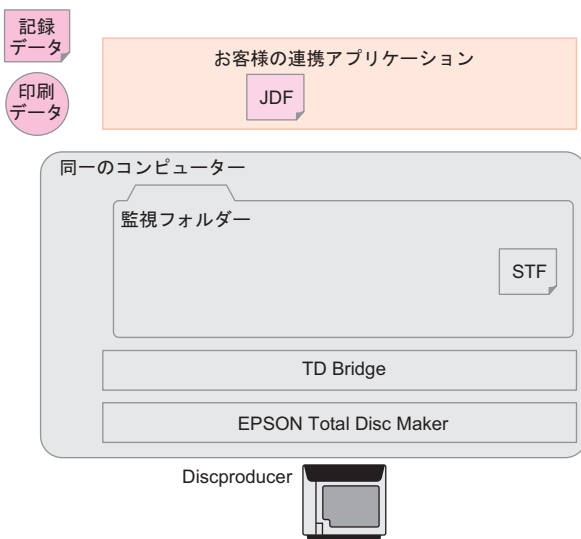 記録
データ
お客様の連携アプリケーション
印刷
データ
JDF
同一のコンピューター
監視フォルダー
STF
TD Bridge
EPSON Total Disc Maker
Discproducer